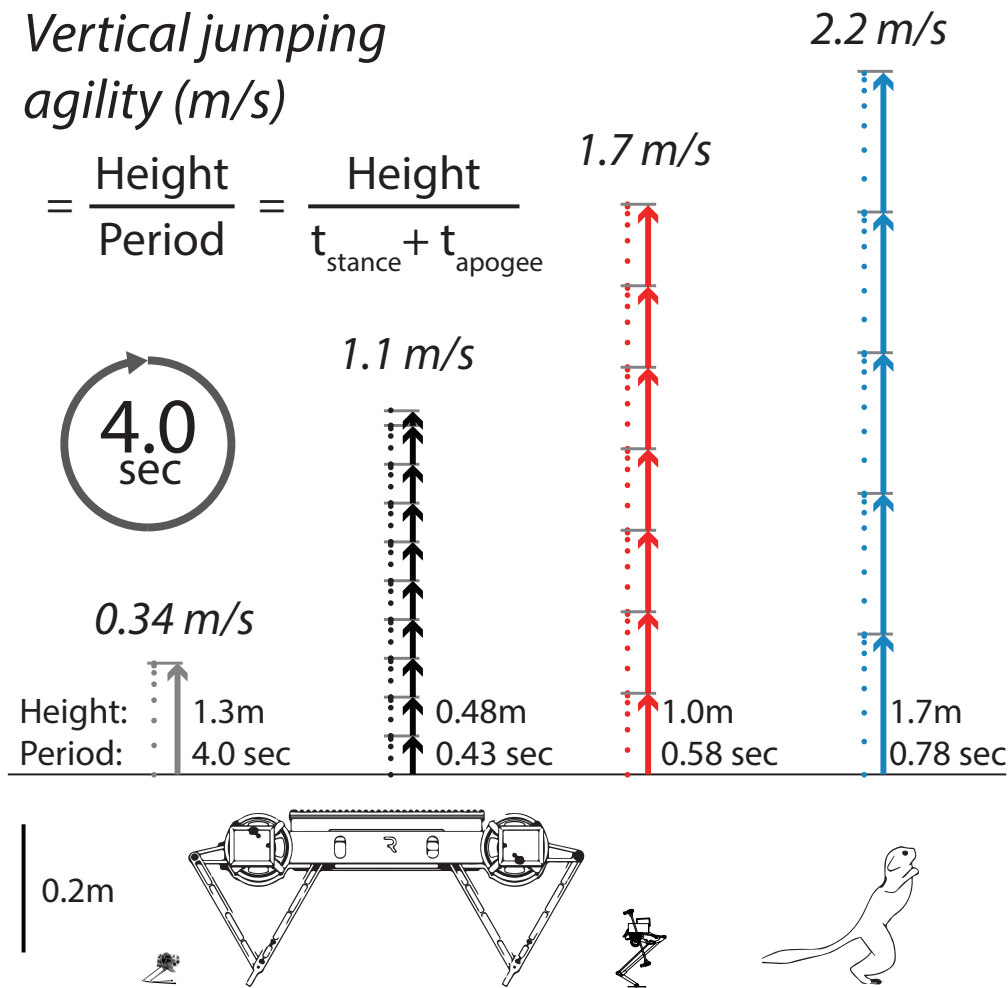 Vertical jumping
agility (m/s)
= Height / Period = Height / t_stance + t_apogee
4.0
sec
0.34 m/s
1.1 m/s
1.7 m/s
2.2 m/s
Height: 1.3m 0.48m 1.0m 1.7m
Period: 4.0 sec 0.43 sec 0.58 sec 0.78 sec
0.2m
R